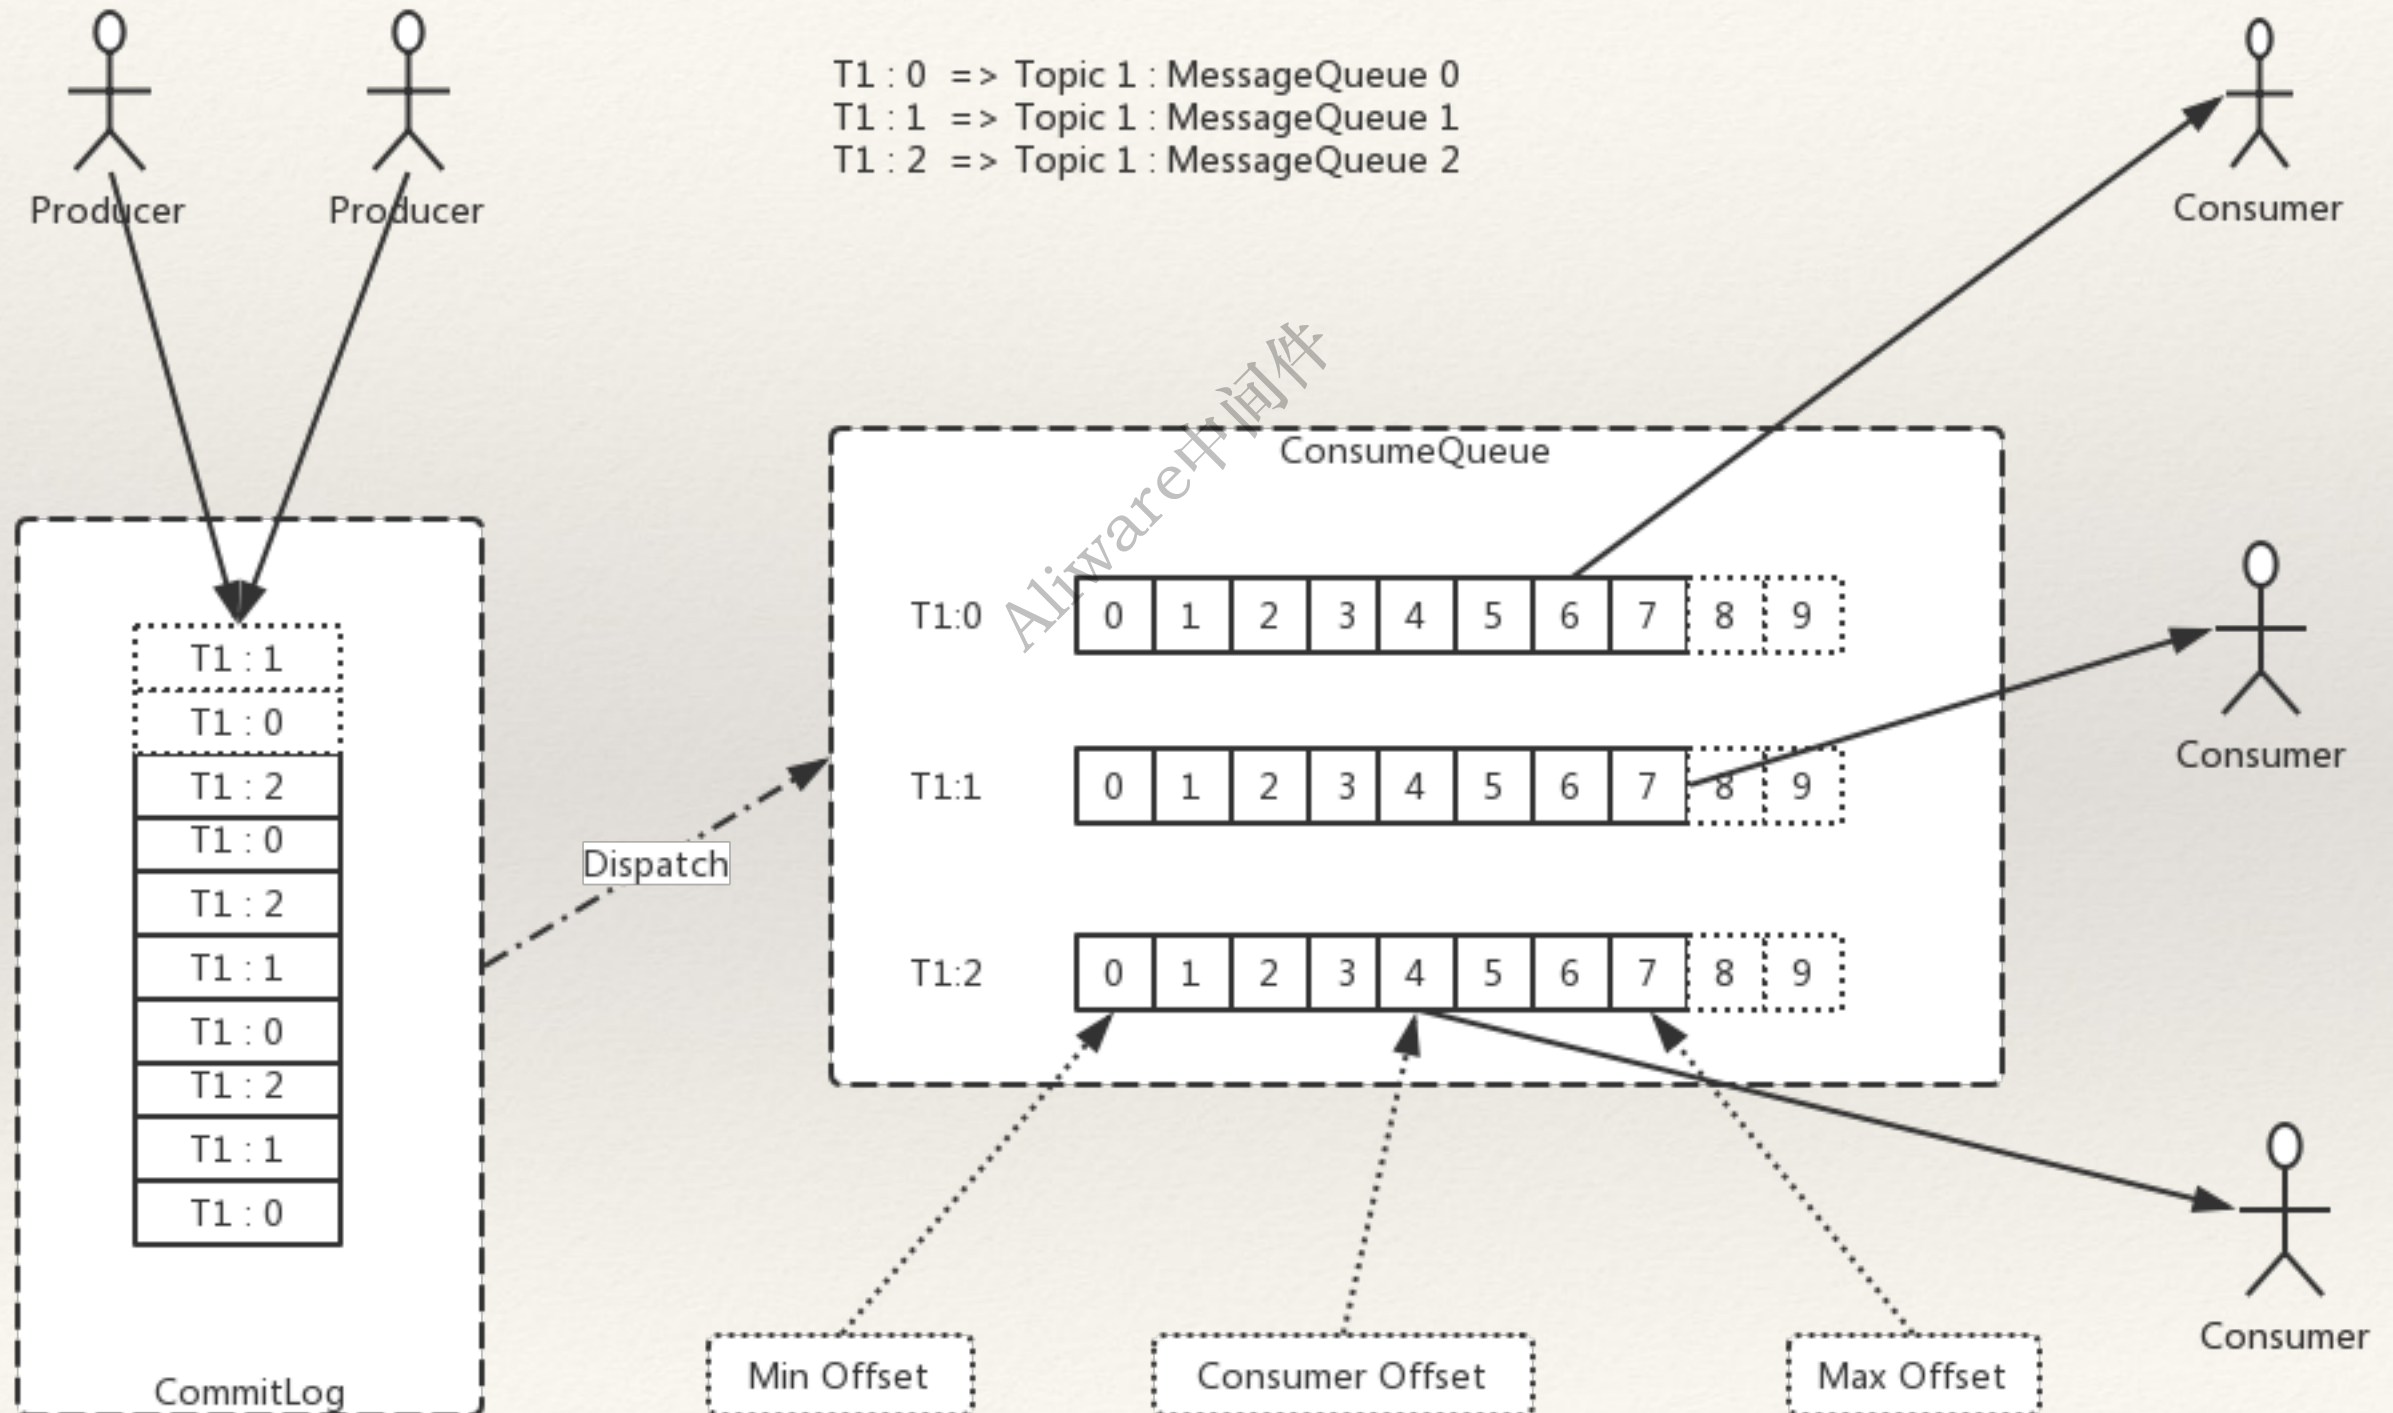 T1 : 0 => Topic 1 : MessageQueue 0
T1 : 1 => Topic 1 : MessageQueue 1
T1 : 2 => Topic 1 : MessageQueue 2
Producer
Producer
Consumer
Aliware中间件
ConsumeQueue
T1:0 0 1 2 3 4 5 6 7 8 9
T1:1 0 1 2 3 4 5 6 7 8 9
T1:2 0 1 2 3 4 5 6 7 8 9
Consumer
Consumer
T1 : 1
T1 : 0
T1 : 2
T1 : 0
T1 : 2
T1 : 1
T1 : 0
T1 : 2
T1 : 1
T1 : 0
CommitLog
Dispatch
Min Offset
Consumer Offset
Max Offset